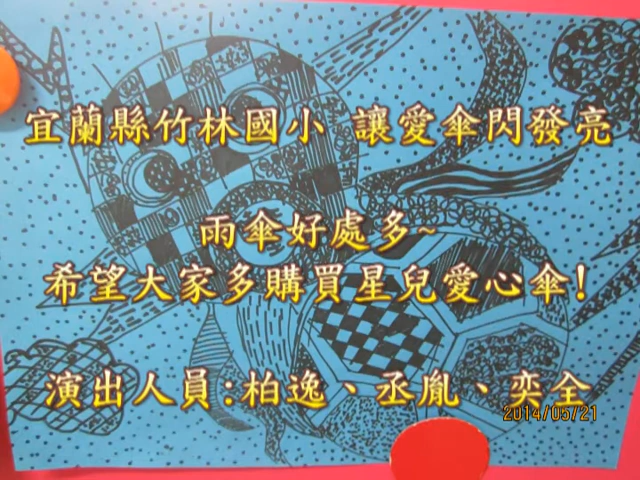 宜蘭縣竹林國小 讓愛傘閃發亮
雨傘好處多~
希望大家多購買星兒愛心傘!
演出人員:柏逸、丞胤、奕全
2014/05/21